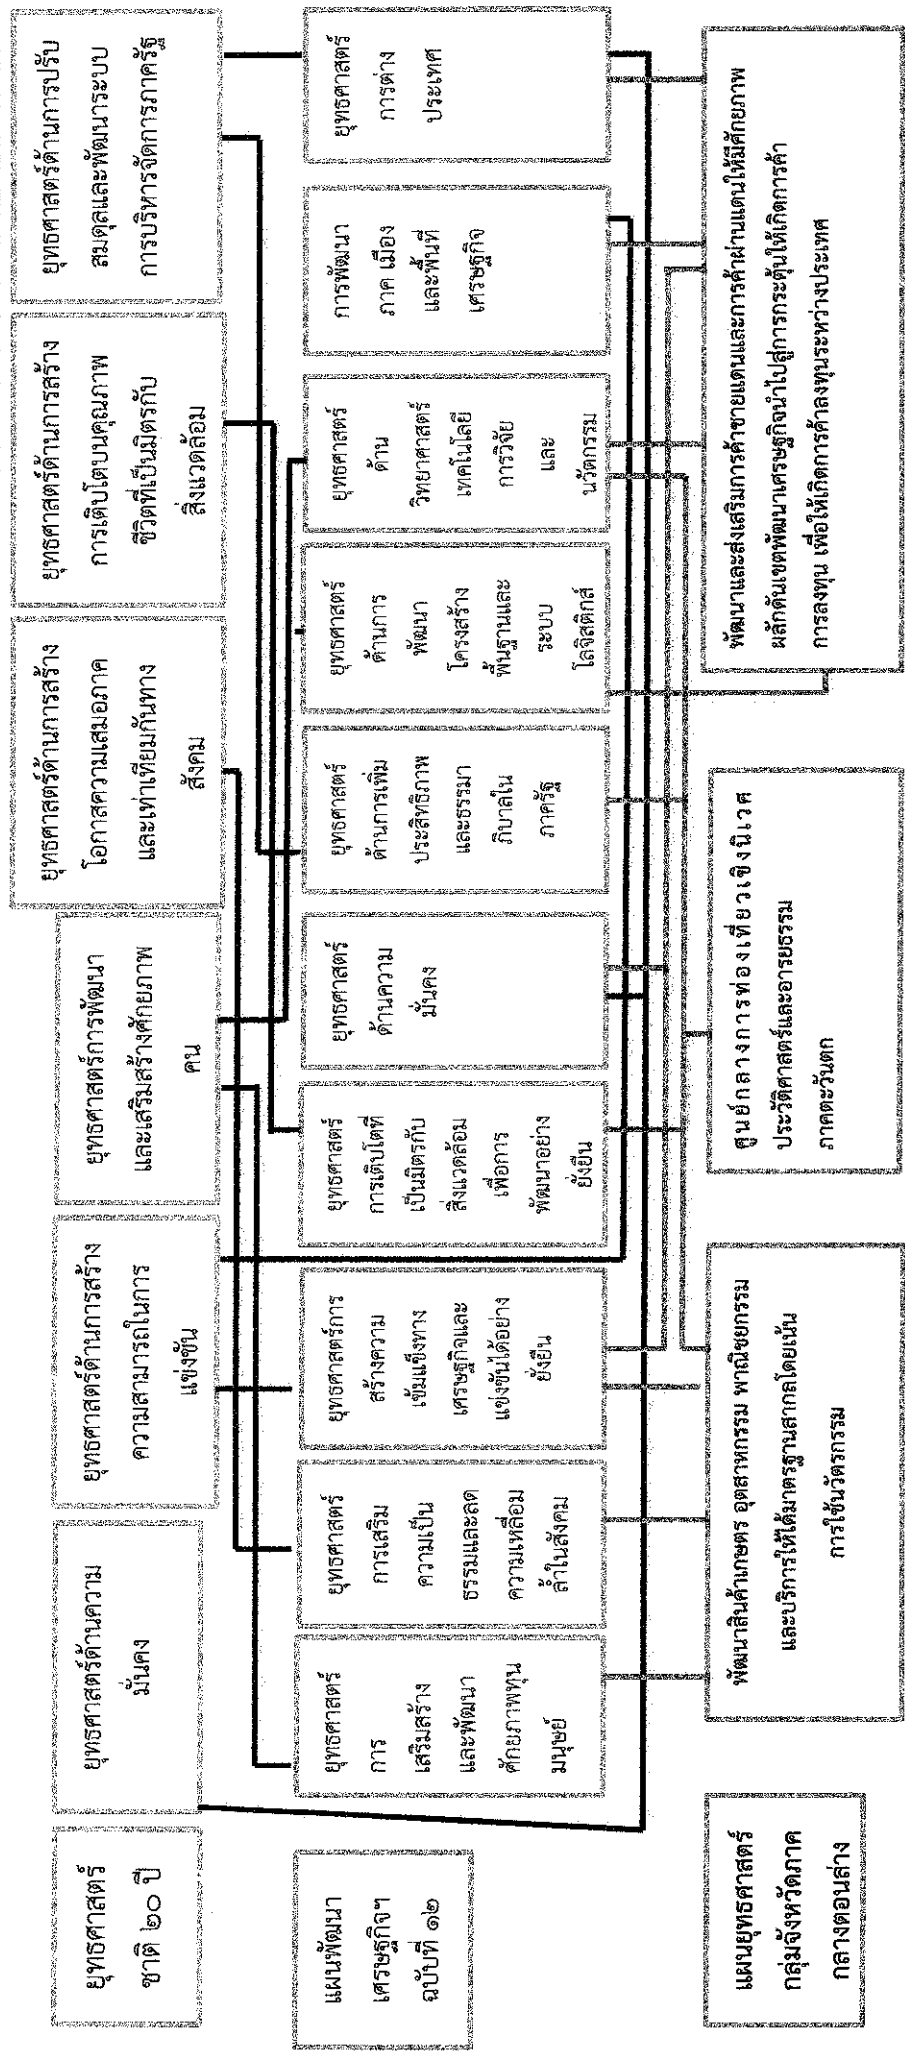 ยุทธศาสตร์
ชาติ ๒๐ ปี
ยุทธศาสตร์ด้านความ
มั่นคง
ยุทธศาสตร์ด้านการสร้าง
ความสามารถในการ
แข่งขัน
ยุทธศาสตร์การพัฒนา
และเสริมสร้างศักยภาพ
คน
ยุทธศาสตร์ด้านการสร้าง
โอกาสความเสมอภาค
และเท่าเทียมกันทาง
สังคม
ยุทธศาสตร์ด้านการสร้าง
การเติบโตบนคุณภาพ
ชีวิตที่เป็นมิตรกับ
สิ่งแวดล้อม
ยุทธศาสตร์ด้านการปรับ
สมดุลและพัฒนาระบบ
การบริหารจัดการภาครัฐ
แผนพัฒนา
เศรษฐกิจฯ
ฉบับที่ ๑๒
ยุทธศาสตร์
การ
เสริมสร้าง
และพัฒนา
ศักยภาพทุน
มนุษย์
ยุทธศาสตร์
การเสริม
ความเป็น
ธรรมและลด
ความเหลื่อม
ล้ำในสังคม
ยุทธศาสตร์การ
สร้างความ
เข้มแข็งทาง
เศรษฐกิจและ
แข่งขันได้อย่าง
ยั่งยืน
ยุทธศาสตร์
การเติบโตที่
เป็นมิตรกับ
สิ่งแวดล้อม
เพื่อการ
พัฒนาอย่าง
ยั่งยืน
ยุทธศาสตร์
ด้านความ
มั่นคง
ยุทธศาสตร์
ด้านการเพิ่ม
ประสิทธิภาพ
และธรรมา
ภิบาลใน
ภาครัฐ
ยุทธศาสตร์
ด้านการ
พัฒนา
โครงสร้าง
พื้นฐานและ
ระบบ
โลจิสติกส์
ยุทธศาสตร์
ด้าน
วิทยาศาสตร์
เทคโนโลยี
การวิจัย
และ
นวัตกรรม
การพัฒนา
ภาค เมือง
และพื้นที่
เศรษฐกิจ
ยุทธศาสตร์
การต่าง
ประเทศ
แผนยุทธศาสตร์
กลุ่มจังหวัดภาค
กลางตอนล่าง
พัฒนาสินค้าเกษตร อุตสาหกรรม พาณิชยกรรม
และบริการให้ได้มาตรฐานสากลโดยเน้น
การใช้นวัตรกรรม
ศูนย์กลางการท่องเที่ยวเชิงนิเวศ
ประวัติศาสตร์และอารยธรรม
ภาคตะวันตก
พัฒนาและส่งเสริมการค้าชายแดนและการค้าผ่านแดนให้มีศักยภาพ
ผลักดันเขตพัฒนาเศรษฐกิจนำไปสู่การกระตุ้นให้เกิดการค้า
การลงทุน เพื่อให้เกิดการค้าลงทุนระหว่างประเทศ